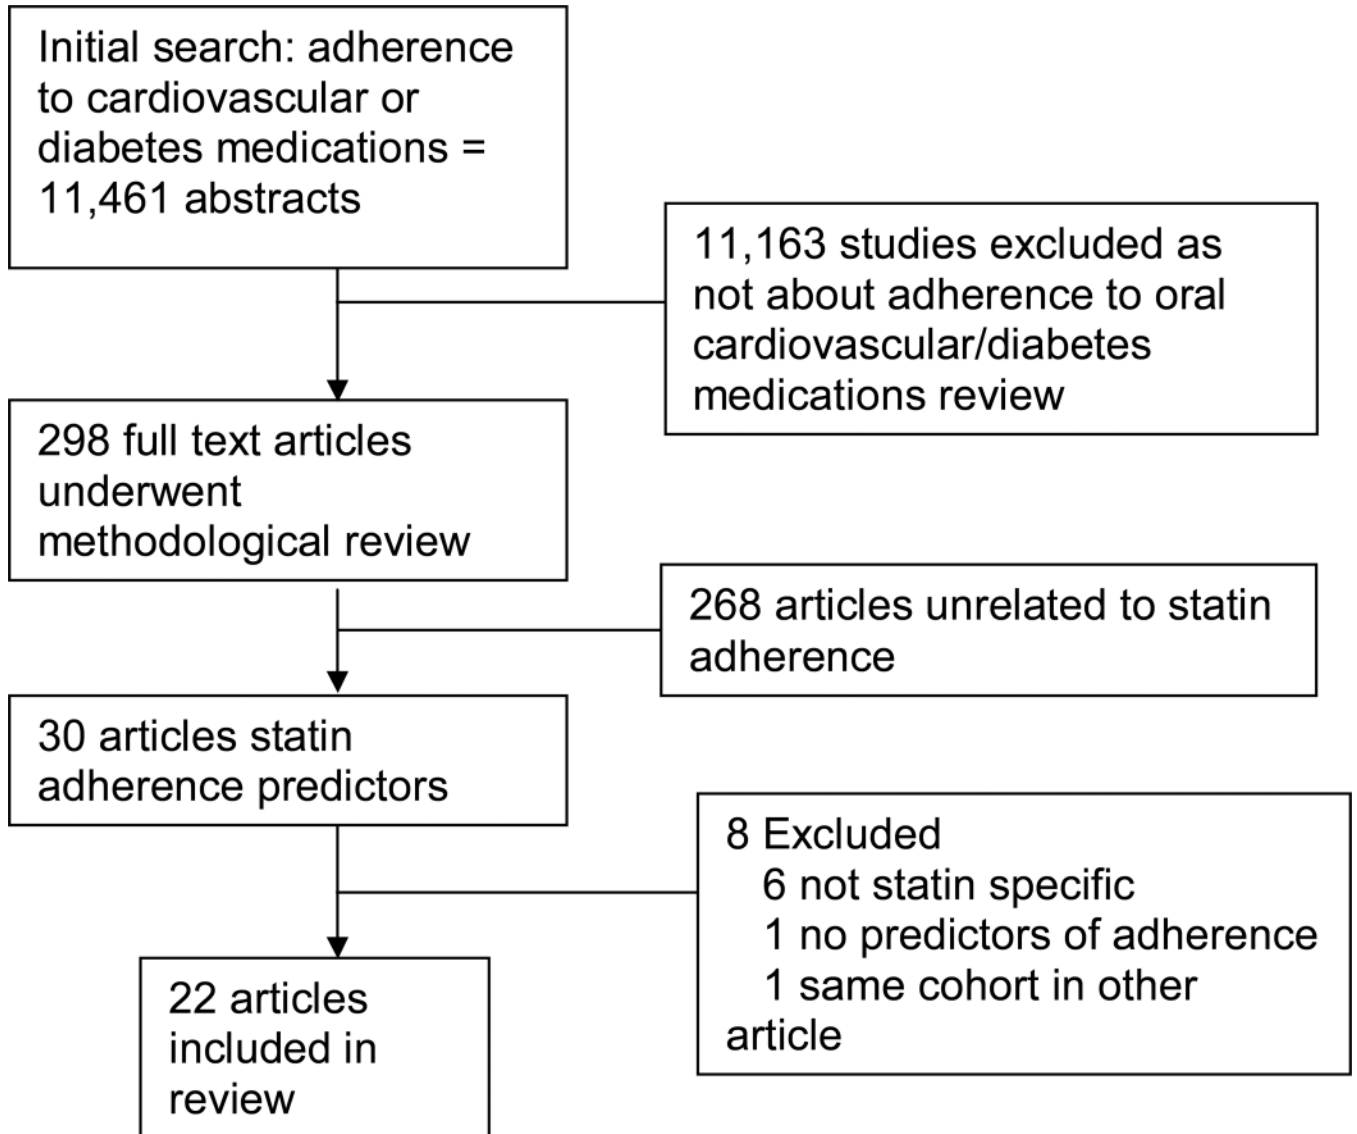 Initial search: adherence
to cardiovascular or
diabetes medications =
11,461 abstracts
11,163 studies excluded as
not about adherence to oral
cardiovascular/diabetes
medications review
298 full text articles
underwent
methodological review
268 articles unrelated to statin
adherence
30 articles statin
adherence predictors
8 Excluded
6 not statin specific
1 no predictors of adherence
1 same cohort in other
article
22 articles
included in
review